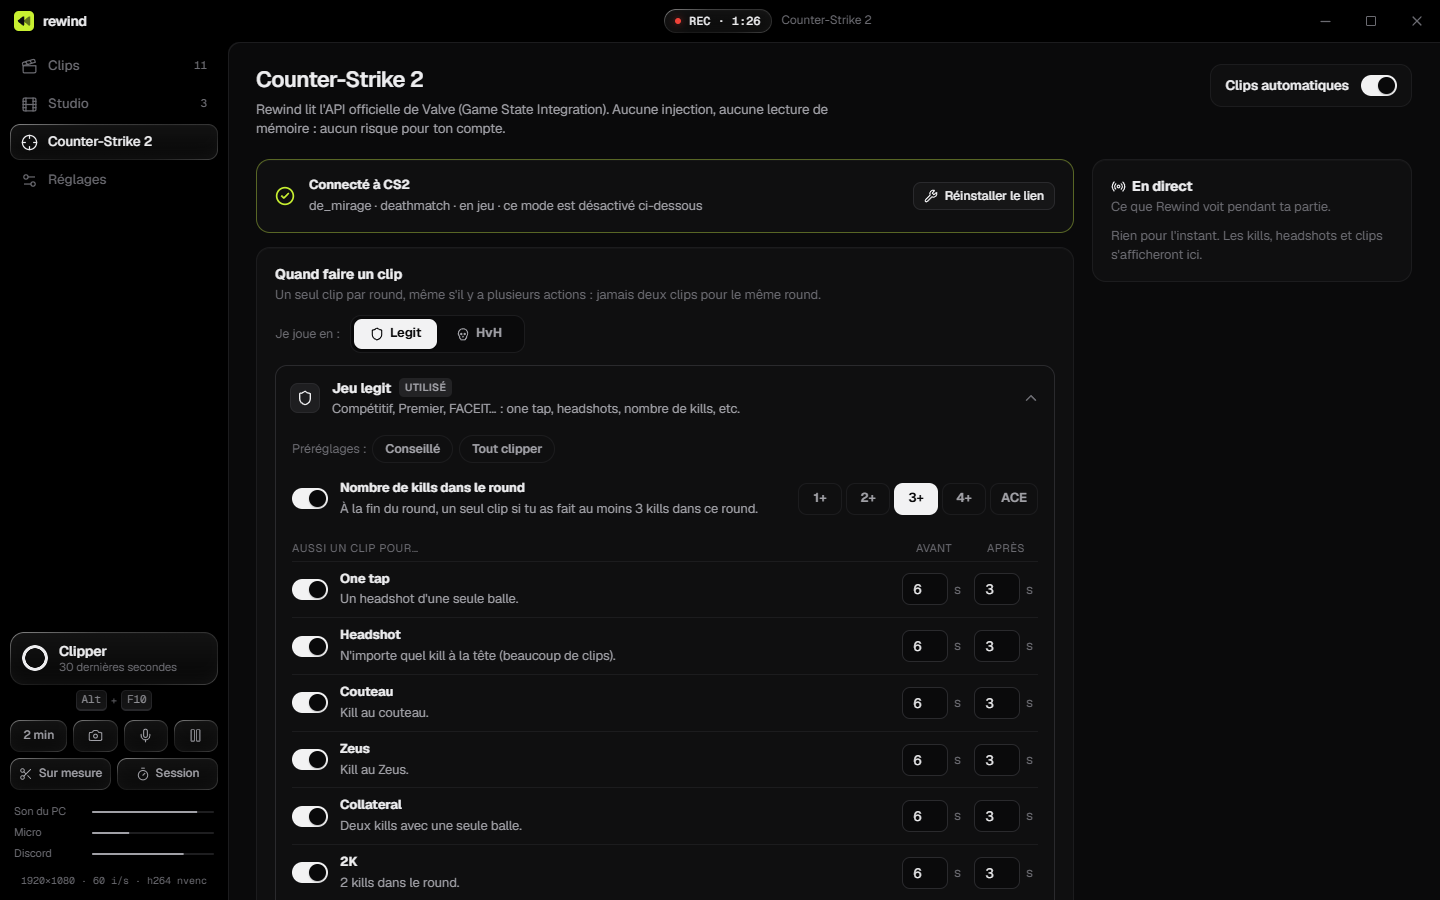 rewind
REC · 1:26
Counter-Strike 2
Clips 11
Studio 3
Counter-Strike 2
Réglages
Counter-Strike 2
Rewind lit l'API officielle de Valve (Game State Integration). Aucune injection, aucune lecture de
mémoire : aucun risque pour ton compte.
Clips automatiques
Connecté à CS2
de_mirage · deathmatch · en jeu · ce mode est désactivé ci-dessous
Réinstaller le lien
En direct
Ce que Rewind voit pendant ta partie.
Rien pour l'instant. Les kills, headshots et clips
s'afficheront ici.
Quand faire un clip
Un seul clip par round, même s'il y a plusieurs actions : jamais deux clips pour le même round.
Je joue en :
Legit
HvH
Jeu legit UTILISÉ
Compétitif, Premier, FACEIT... : one tap, headshots, nombre de kills, etc.
Préréglages : Conseillé Tout clipper
Nombre de kills dans le round
À la fin du round, un seul clip si tu as fait au moins 3 kills dans ce round.
1+ 2+ 3+ 4+ ACE
AUSSI UN CLIP POUR... AVANT APRÈS
One tap
Un headshot d'une seule balle.
6 s 3 s
Headshot
N'importe quel kill à la tête (beaucoup de clips).
6 s 3 s
Couteau
Kill au couteau.
6 s 3 s
Zeus
Kill au Zeus.
6 s 3 s
Collateral
Deux kills avec une seule balle.
6 s 3 s
2K
2 kills dans le round.
6 s 3 s
Clipper
30 dernières secondes
Alt + F10
2 min
Sur mesure
Session
Son du PC
Micro
Discord
1920×1080 · 60 i/s · h264 nvenc